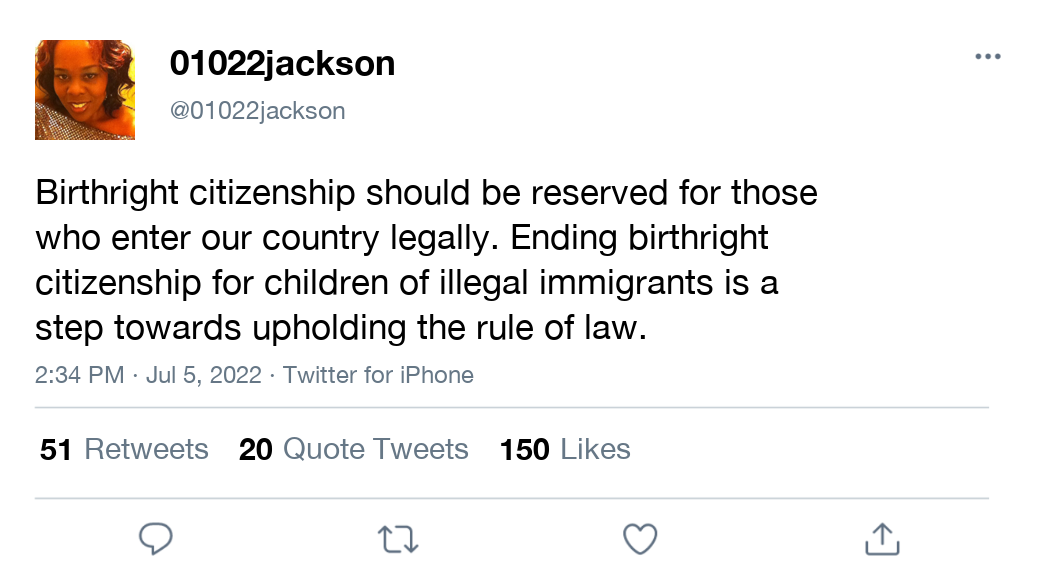 01022jackson
@01022jackson
Birthright citizenship should be reserved for those
who enter our country legally. Ending birthright
citizenship for children of illegal immigrants is a
step towards upholding the rule of law.
2:34 PM · Jul 5, 2022 · Twitter for iPhone
51 Retweets 20 Quote Tweets 150 Likes